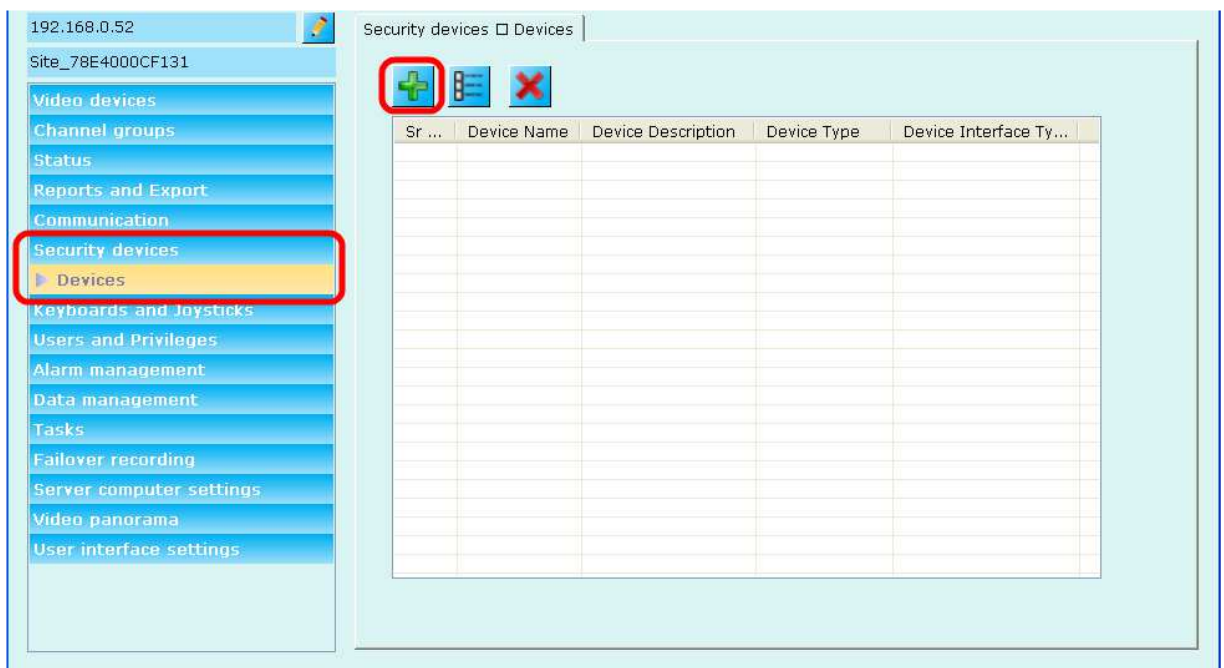 192.168.0.52
Site_78E4000CF131
Video devices
Channel groups
Status
Reports and Export
Communication
Security devices
Devices
Keyboards and Joysticks
Users and Privileges
Alarm management
Data management
Tasks
Failover recording
Server computer settings
Video panorama
User interface settings
Security devices □ Devices
Sr ... Device Name Device Description Device Type Device Interface Ty...